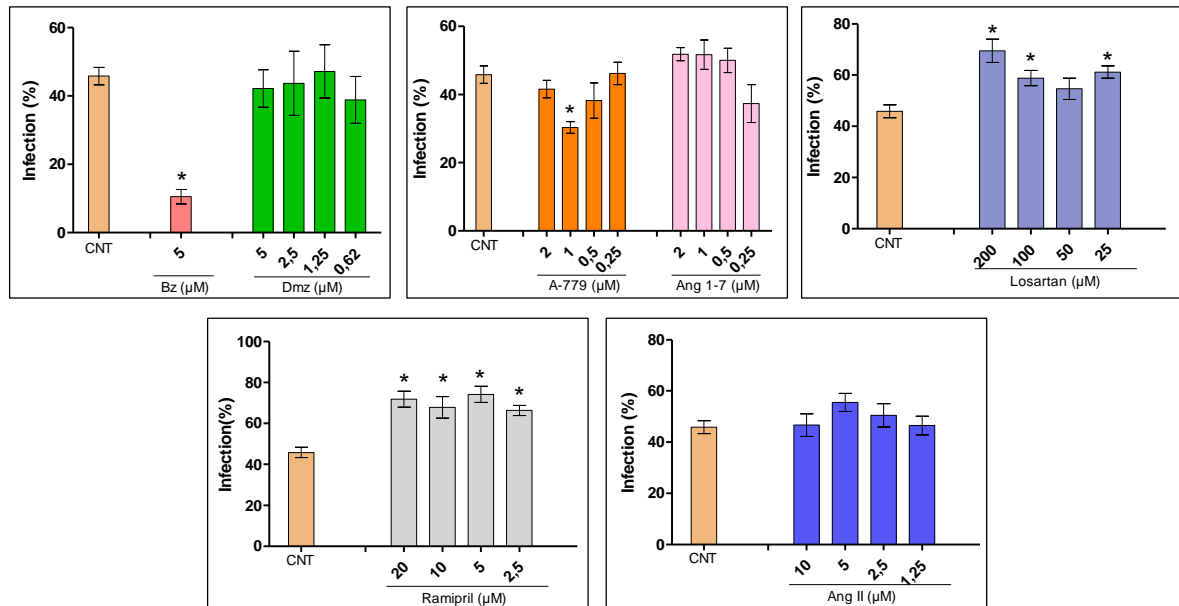 Infection (%)
60
40
20
0
*
CNT
5
5
2,5
1,25
0,62
Bz (µM)
Dmz (µM)
Infection (%)
60
40
20
0
*
CNT
2
1
0,5
0,25
2
1
0,5
0,25
A-779 (µM)
Ang 1-7 (µM)
Infection (%)
80
60
40
20
0
* * *
CNT
200
100
50
25
Losartan (µM)
Infection(%)
100
80
60
40
20
0
* * * *
CNT
20
10
5
2,5
Ramipril (µM)
Infection (%)
80
60
40
20
0
CNT
10
5
2,5
1,25
Ang II (µM)